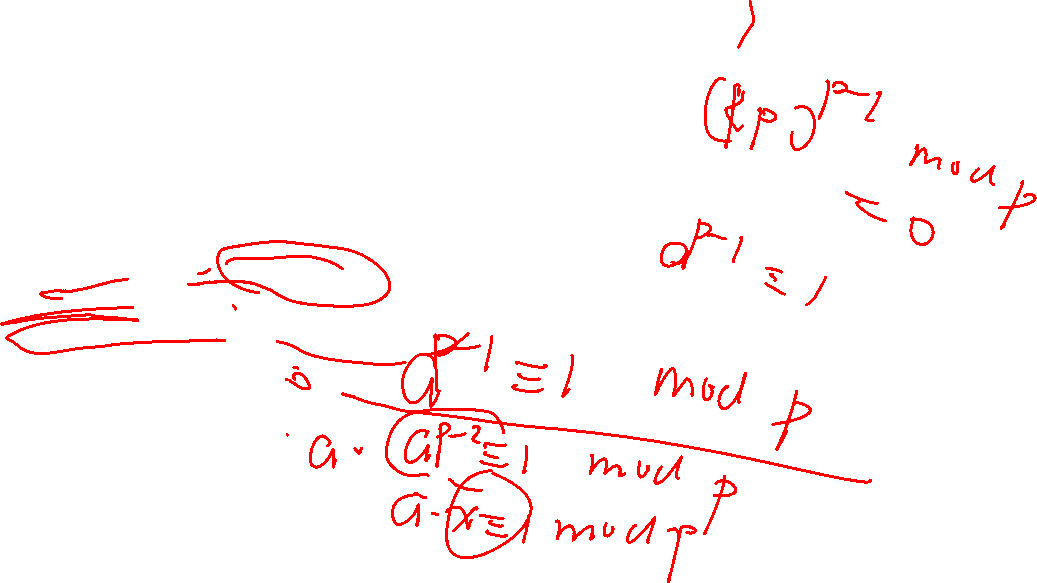 (kp)^{p-1} mod p
≡ 0
a^{p-1} ≡ 1
a^{p-1} ≡ 1 mod p
a · a^{p-2} ≡ 1 mod p
a · x ≡ 1 mod p